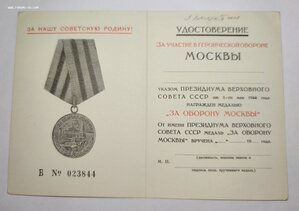 ЗА НАШУ СОВЕТСКУЮ РОДИНУ!
В № 023844
УДОСТОВЕРЕНИЕ
ЗА УЧАСТИЕ В ГЕРОИЧЕСКОЙ ОБОРОНЕ
МОСКВЫ
УКАЗОМ ПРЕЗИДИУМА ВЕРХОВНОГО
СОВЕТА СССР от 1-го мая 1944 года
НАГРАЖДЕН МЕДАЛЬЮ
„ЗА ОБОРОНУ МОСКВЫ"
От имени ПРЕЗИДИУМА ВЕРХОВНОГО
СОВЕТА СССР МЕДАЛЬ „ЗА ОБОРОНУ
МОСКВЫ" ВРУЧЕНА
19 г.
М. П.